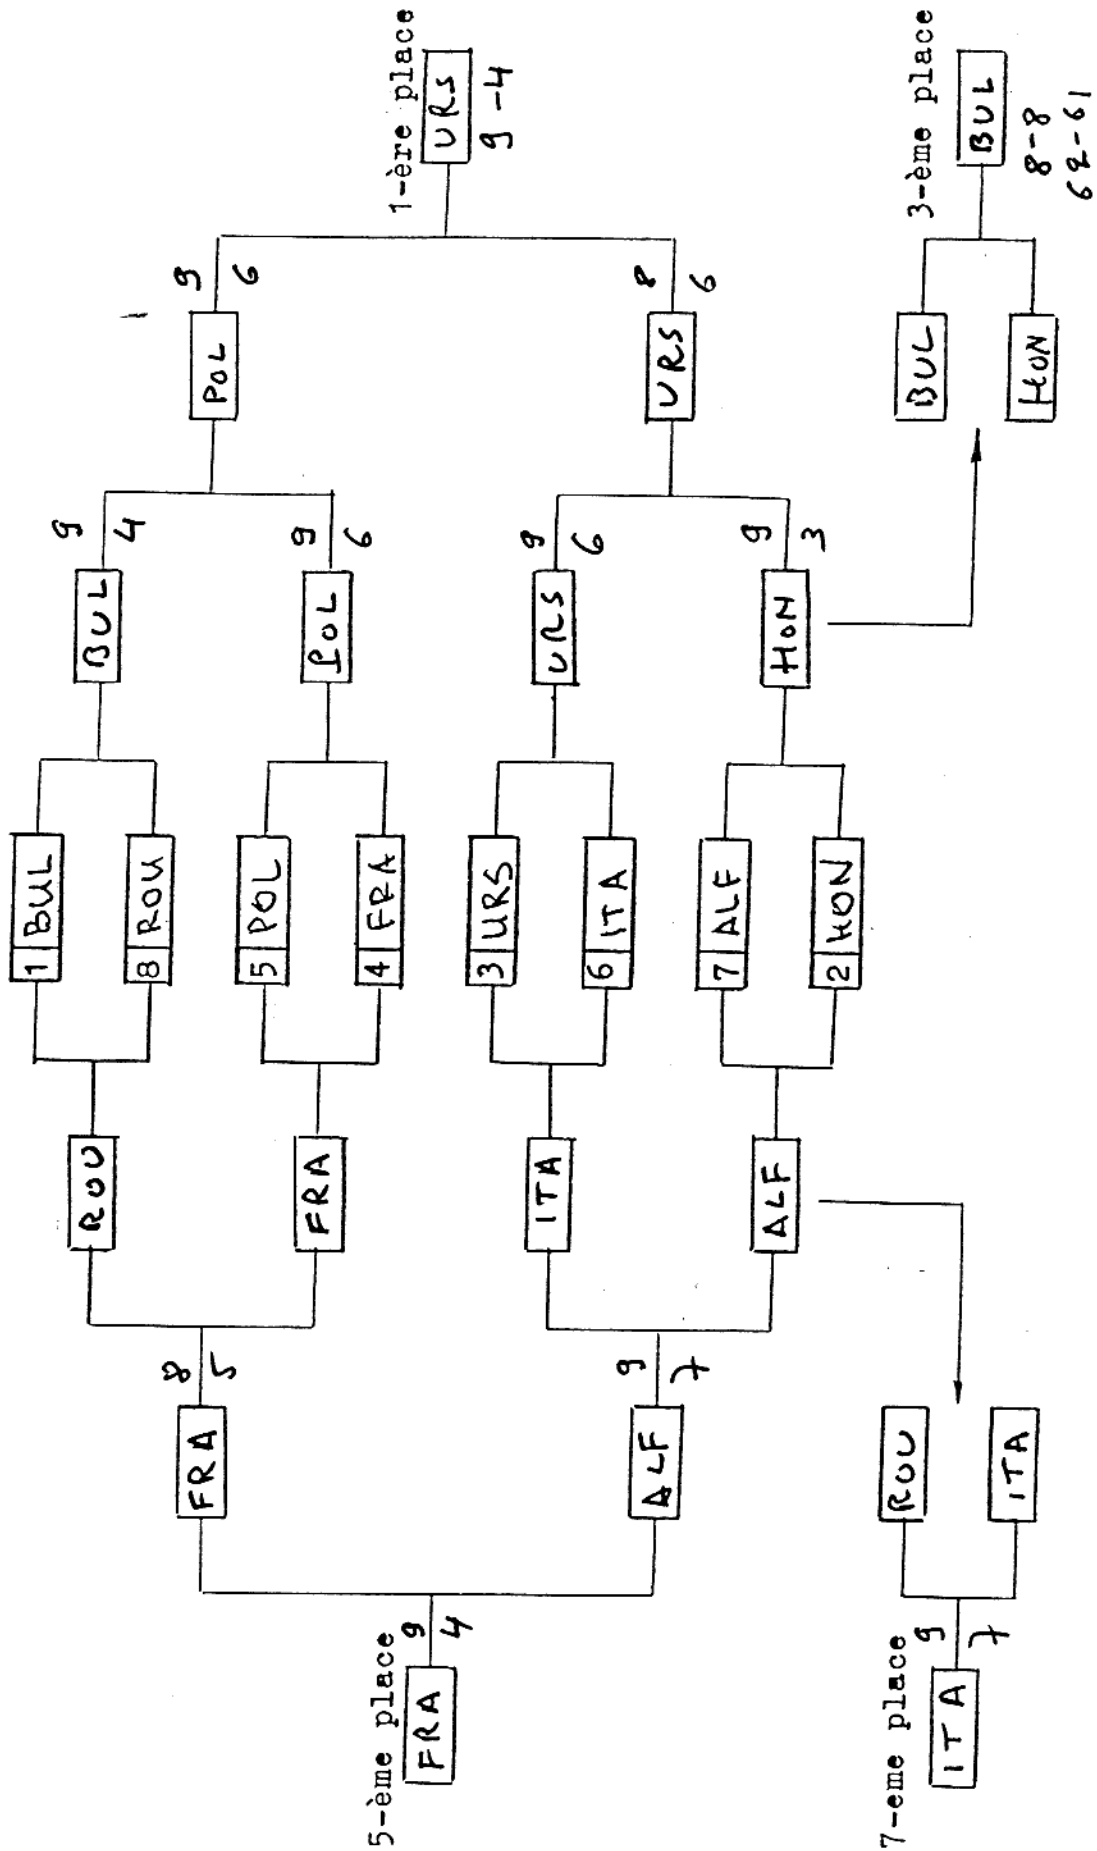 1 BUL
9
ROU BUL
4
8 ROU
8 9
FRA POL
5 6
5 POL
9
FRA POL
6
4 FRA
5-ème place 1-ère place
9
FRA URS
4 9-4
3 URS
9
ITA URS
6
6 ITA
9 8
ALF URS
7 6
7 ALF
9
ALF HON
3
2 HON
7-eme place 3-ème place
ROU BUL
9
ITA BUL
7
ITA HON
8-8
62-61